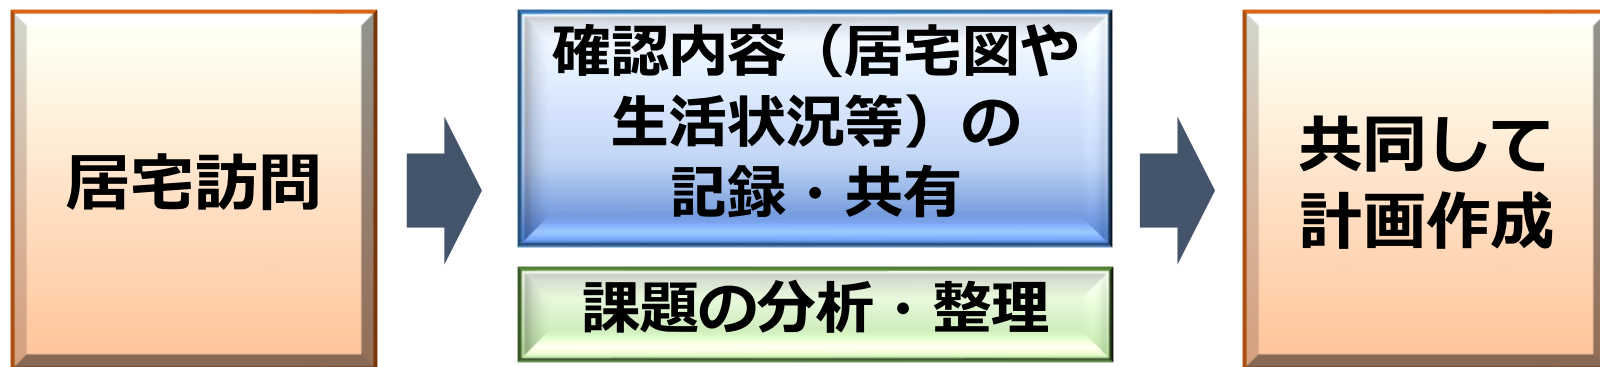 居宅訪問
確認内容（居宅図や
生活状況等）の
記録・共有
課題の分析・整理
共同して
計画作成